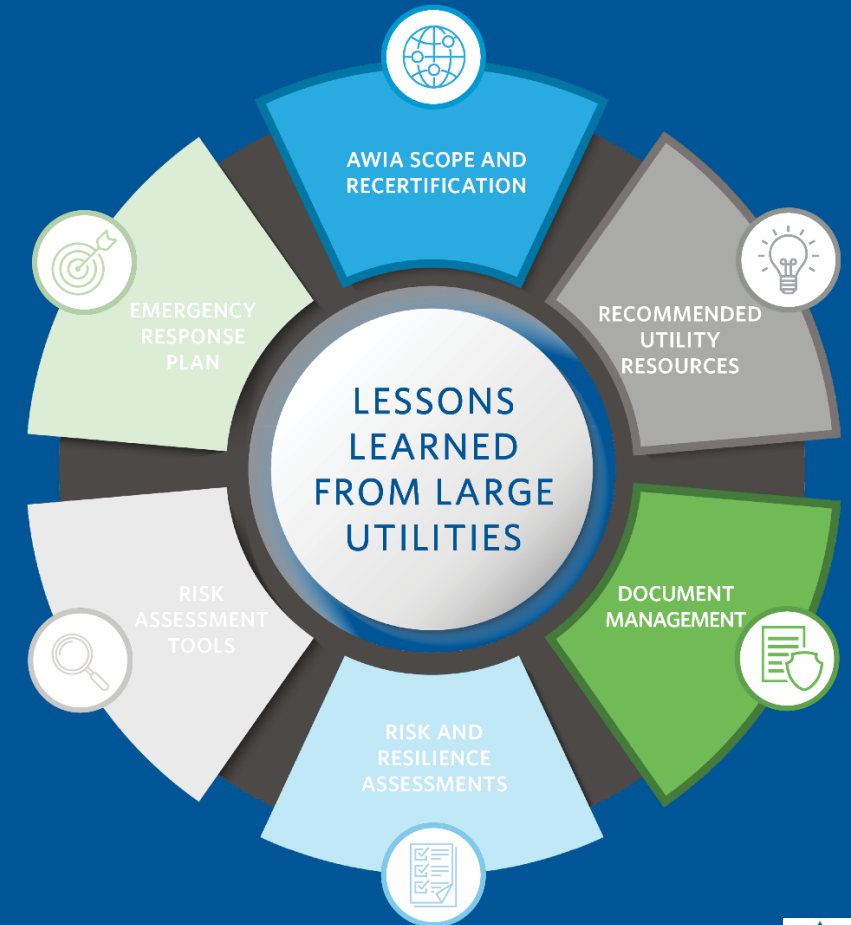 AWIA SCOPE AND
RECERTIFICATION
RECOMMENDED
UTILITY
RESOURCES
DOCUMENT
MANAGEMENT
RISK AND
RESILIENCE
ASSESSMENTS
RISK
ASSESSMENT
TOOLS
EMERGENCY
RESPONSE
PLAN
LESSONS
LEARNED
FROM LARGE
UTILITIES